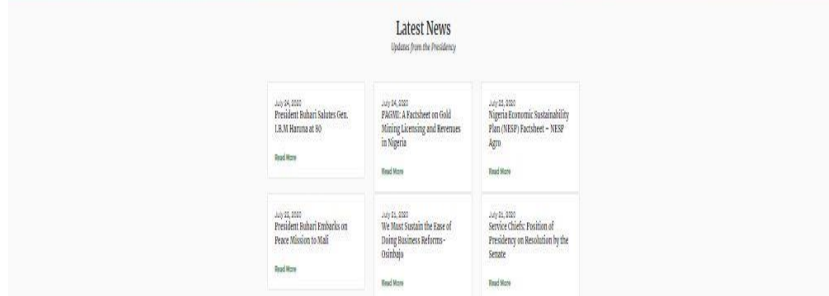 Latest News
Updates from the Presidency
July 24, 2020
President Buhari Salutes Gen.
I.B.M Haruna at 80
Read More
July 24, 2020
PAGMI: A Factsheet on Gold
Mining Licensing and Revenues
in Nigeria
Read More
July 23, 2020
Nigeria Economic Sustainability
Plan (NESP) Factsheet – NESP
Agro
Read More
July 22, 2020
President Buhari Embarks on
Peace Mission to Mali
Read More
July 21, 2020
We Must Sustain the Ease of
Doing Business Reforms-
Osinbajo
Read More
July 21, 2020
Service Chiefs: Position of
Presidency on Resolution by the
Senate
Read More